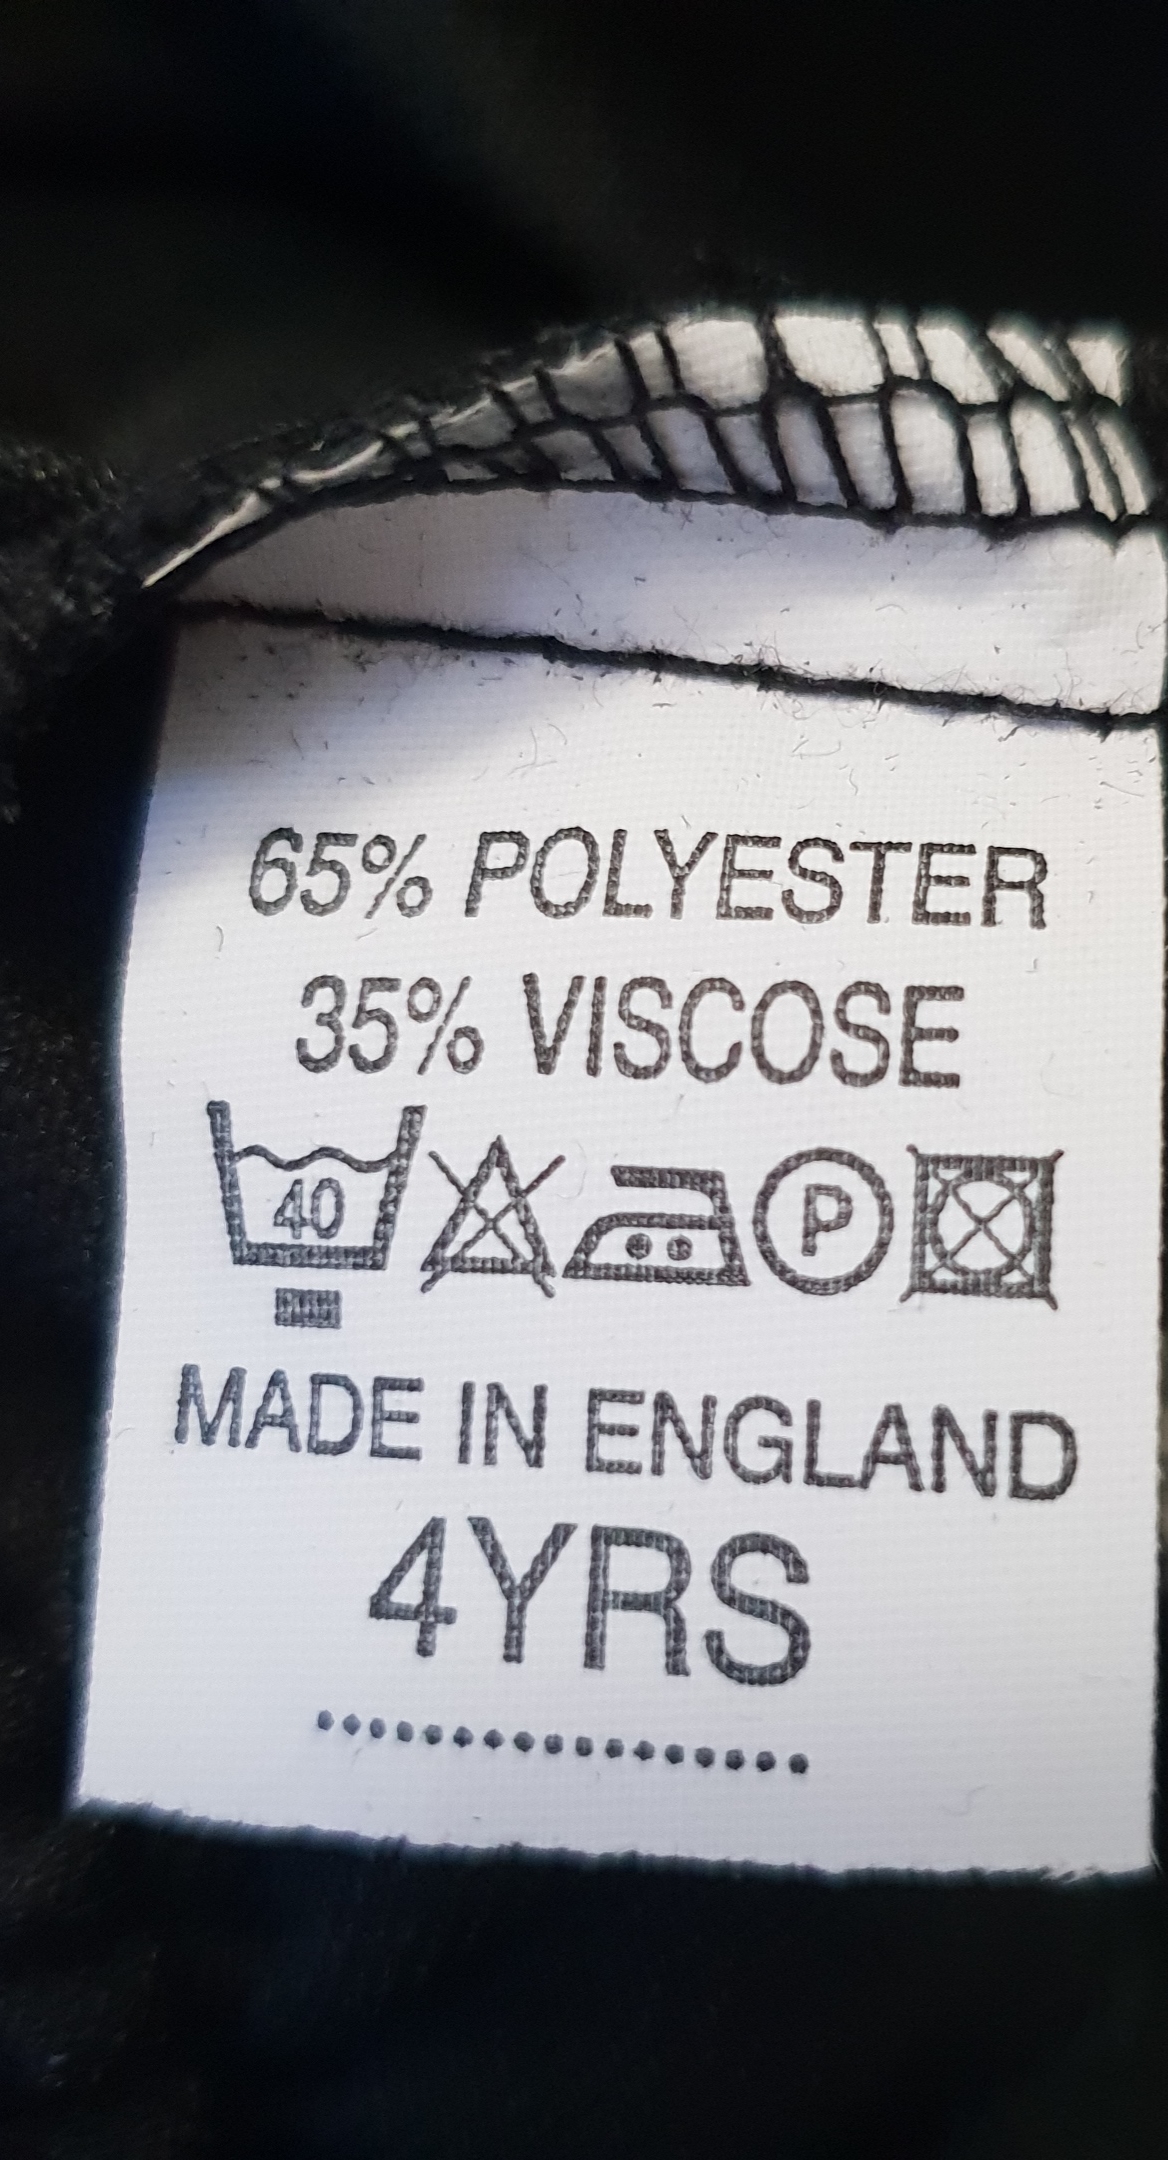 65% POLYESTER
35% VISCOSE
40 P
MADE IN ENGLAND
4YRS